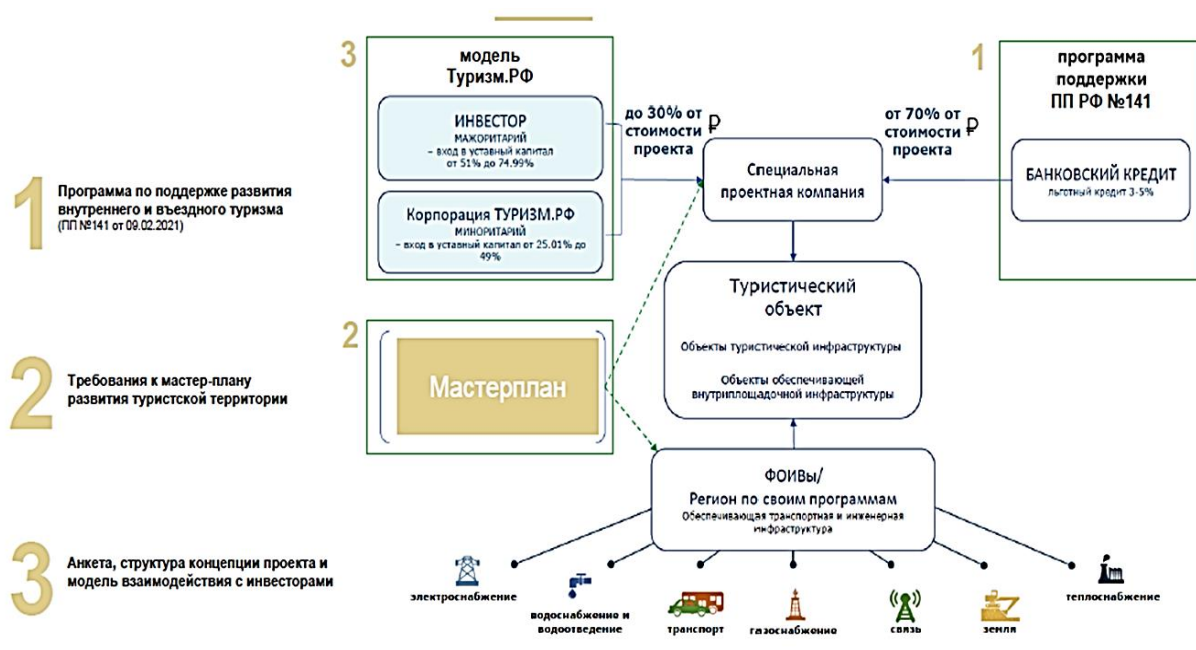 1
Программа по поддержке развития
внутреннего и въездного туризма
(ПП №141 от 09.02.2021)
2
Требования к мастер-плану
развития туристской территории
3
Анкета, структура концепции проекта и
модель взаимодействия с инвесторами
3
модель
Туризм.РФ
ИНВЕСТОР
МАЖОРИТАРИЙ
– вход в уставный капитал
от 51% до 74.99%
Корпорация ТУРИЗМ.РФ
МИНОРИТАРИЙ
– вход в уставный капитал от 25.01% до
49%
до 30% от
стоимости ₽
проекта
Специальная
проектная компания
от 70% от
стоимости ₽
проекта
1
программа
поддержки
ПП РФ №141
БАНКОВСКИЙ КРЕДИТ
льготный кредит 3-5%
2
Мастерплан
Туристический
объект
Объекты туристической инфраструктуры
Объекты обеспечивающей
внутриплощадочной инфраструктуры
ФОИВы/
Регион по своим программам
Обеспечивающая транспортная и инженерная
инфраструктура
электроснабжение
водоснабжение и
водоотведение
транспорт
газоснабжение
связь
земля
теплоснабжение